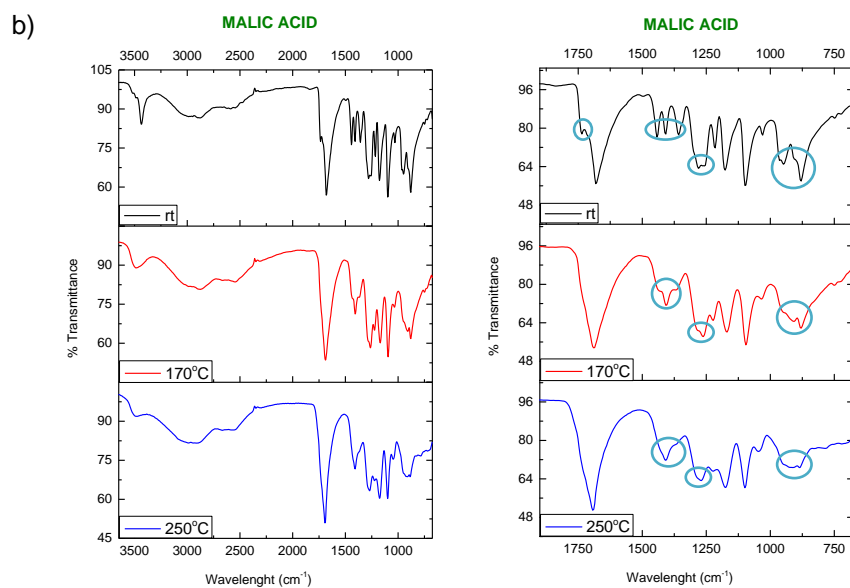 b)
MALIC ACID
3500 3000 2500 2000 1500 1000
105
90
75
60
rt
90
75
60
170°C
90
75
60
45
250°C
% Transmittance
3500 3000 2500 2000 1500 1000
Wavelenght (cm⁻¹)
MALIC ACID
1750 1500 1250 1000 750
96
80
64
48
rt
96
80
64
48
170°C
96
80
64
48
250°C
% Transmittance
1750 1500 1250 1000 750
Wavelenght (cm⁻¹)